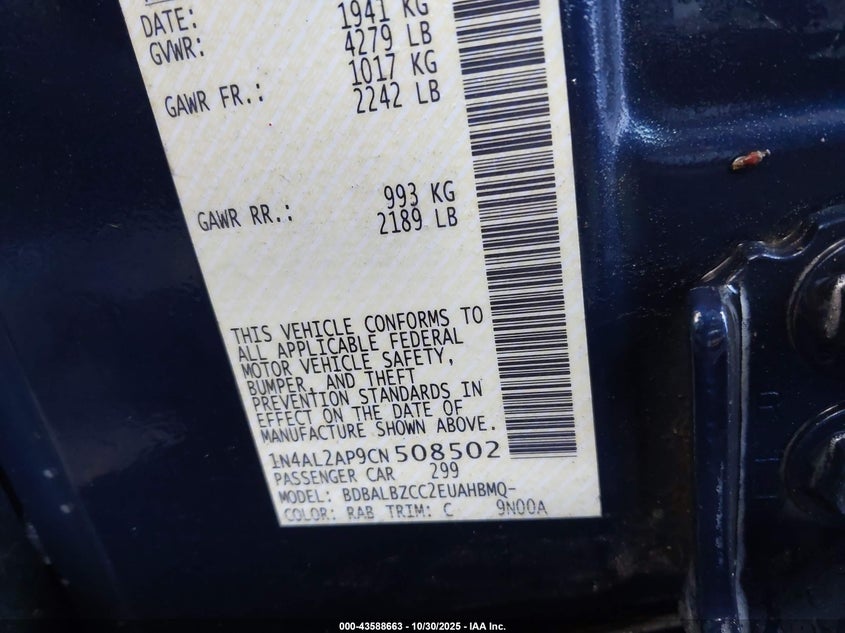 DATE: 1941 KG
GVWR: 4279 LB
1017 KG
GAWR FR.: 2242 LB
993 KG
GAWR RR.: 2189 LB
THIS VEHICLE CONFORMS TO
ALL APPLICABLE FEDERAL
MOTOR VEHICLE SAFETY,
BUMPER, AND THEFT
PREVENTION STANDARDS IN
EFFECT ON THE DATE OF
MANUFACTURE SHOWN ABOVE.
1N4AL2AP9CN508502
PASSENGER CAR 299
MODEL: BDBALBZCC2EUAHBMQ-
COLOR: RAB TRIM: C 9N00A
000-43588663 - 10/30/2025 - IAA Inc.